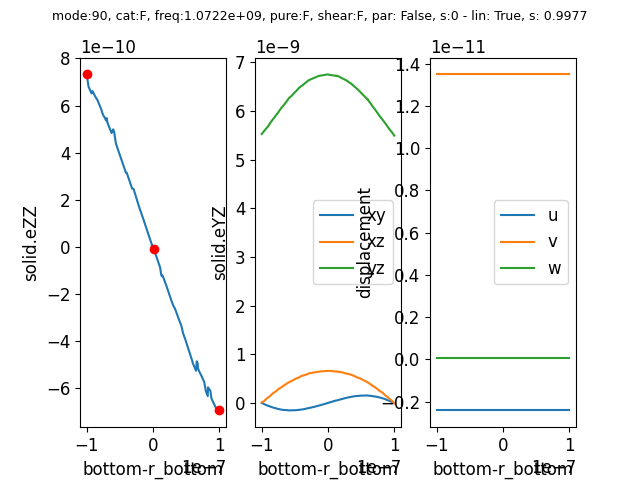 mode:90, cat:F, freq:1.0722e+09, pure:F, shear:F, par: False, s:0 - lin: True, s: 0.9977
1e−10
8
6
4
2
0
−2
−4
−6
solid.eZZ
−1
0
1
1e−7
bottom-r_bottom
1e−9
7
6
5
4
3
2
1
0
solid.eYZ
xy
xz
yz
−1
0
1
1e−7
bottom-r_bottom
1e−11
1.4
1.2
1.0
0.8
0.6
0.4
0.2
0.0
−0.2
displacement
u
v
w
−1
0
1
1e−7
bottom-r_bottom